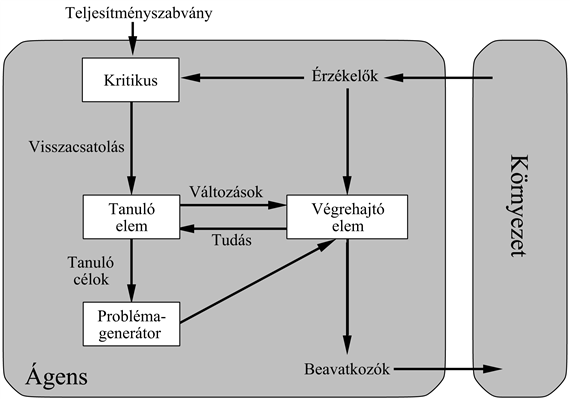 Teljesítményszabvány
Kritikus
Érzékelők
Visszacsatolás
Környezet
Változások
Tanuló
elem
Végrehajtó
elem
Tudás
Tanuló
célok
Probléma-
generátor
Ágens
Beavatkozók